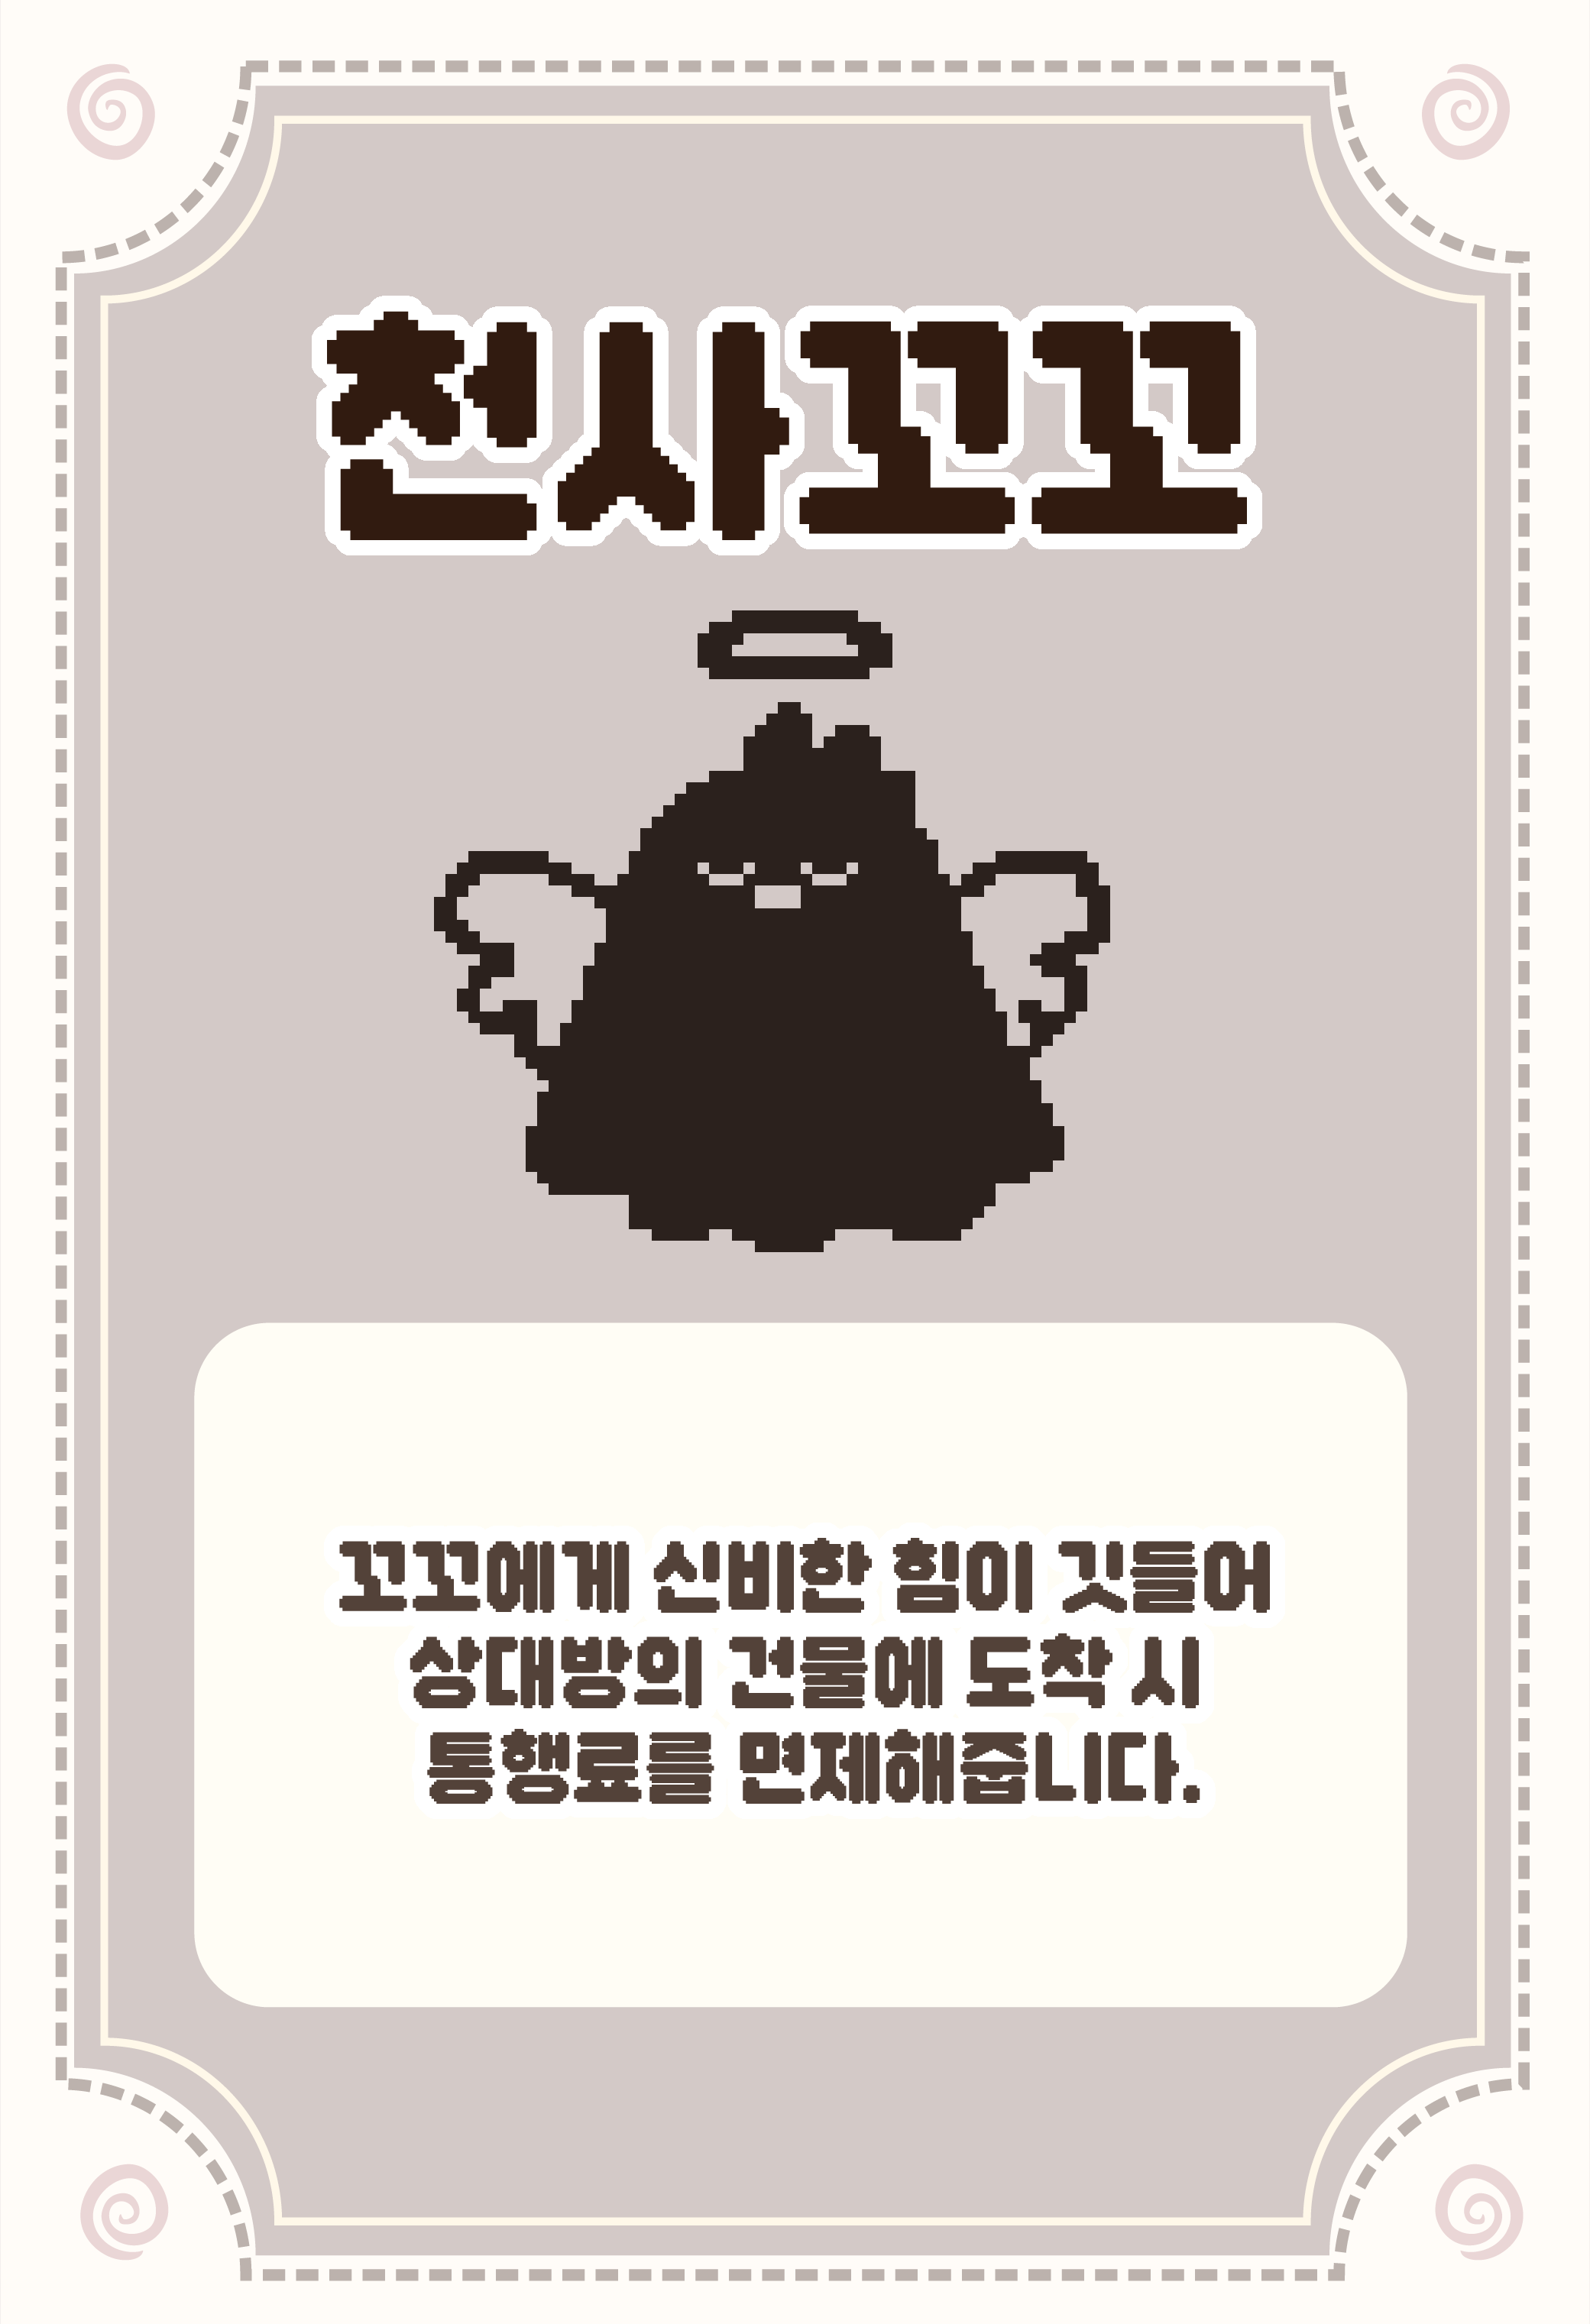 천사꼬꼬
꼬꼬에게 신비한 힘이 깃들어
상대방의 건물에 도착 시
통행료를 면제해줍니다.